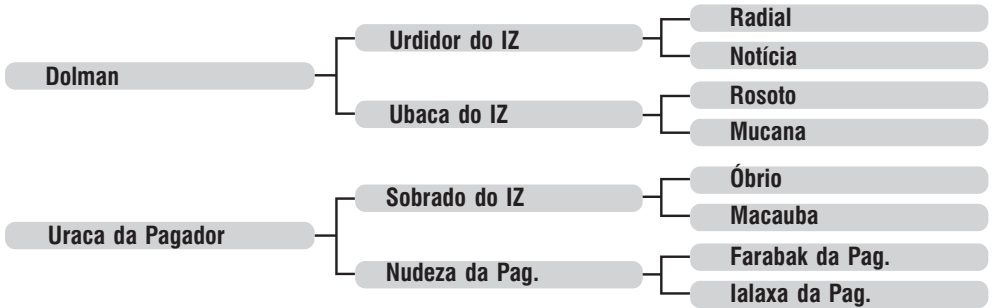 Radial
Urdidor do IZ
Notícia
Dolman
Rosoto
Ubaca do IZ
Mucana
Óbrio
Sobrado do IZ
Macauba
Uraca da Pagador
Farabak da Pag.
Nudeza da Pag.
Ialaxa da Pag.